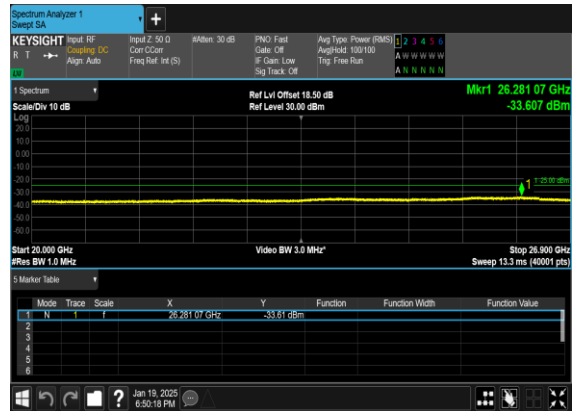 Spectrum Analyzer 1
Swept SA
KEYSIGHT Input: RF Input Z: 50 Ω #Atten: 30 dB PNO: Fast Avg Type: Power (RMS) 1 2 3 4 5 6
R T Coupling: DC Corr CCorr Gate: Off Avg|Hold: 100/100 A W W W W W
Align: Auto Freq Ref: Int (S) IF Gain: Low Trig: Free Run
Sig Track: Off A N N N N N
1 Spectrum Ref Lvl Offset 18.50 dB Mkr1 26.281 07 GHz
Scale/Div 10 dB Ref Level 30.00 dBm -33.607 dBm
Log
20.0
10.0
0.00
-10.0
-20.0
-30.0
-40.0
-50.0
-60.0
1 -25.00 dBm
Start 20.000 GHz Video BW 3.0 MHz* Stop 26.900 GHz
#Res BW 1.0 MHz Sweep 13.3 ms (40001 pts)
5 Marker Table
Mode Trace Scale X Y Function Function Width Function Value
1 N 1 f 26.281 07 GHz -33.61 dBm
2
3
4
5
6
? Jan 19, 2025
6:50:18 PM